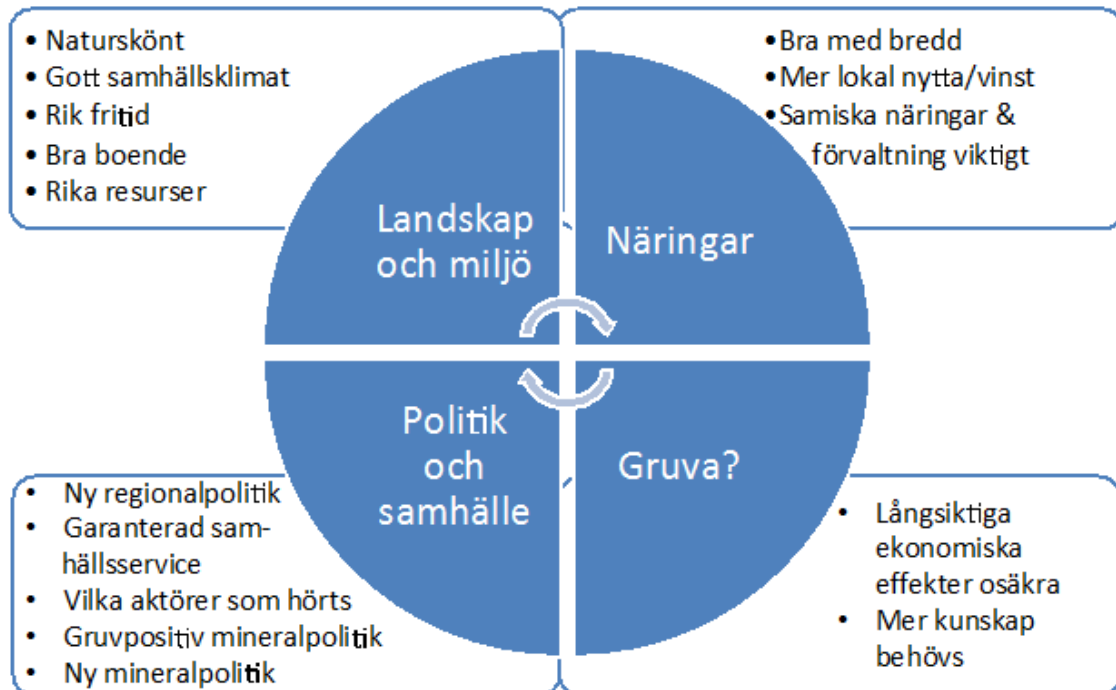 • Naturskönt
• Gott samhällsklimat
• Rik fritid
• Bra boende
• Rika resurser
•Bra med bredd
•Mer lokal nytta/vinst
•Samiska näringar &
förvaltning viktigt
Landskap
och miljö
Näringar
Politik
och
samhälle
Gruva?
• Ny regionalpolitik
• Garanterad sam-
hällsservice
• Vilka aktörer som hörts
• Gruvpositiv mineralpolitik
• Ny mineralpolitik
• Långsiktiga
ekonomiska
effekter osäkra
• Mer kunskap
behövs